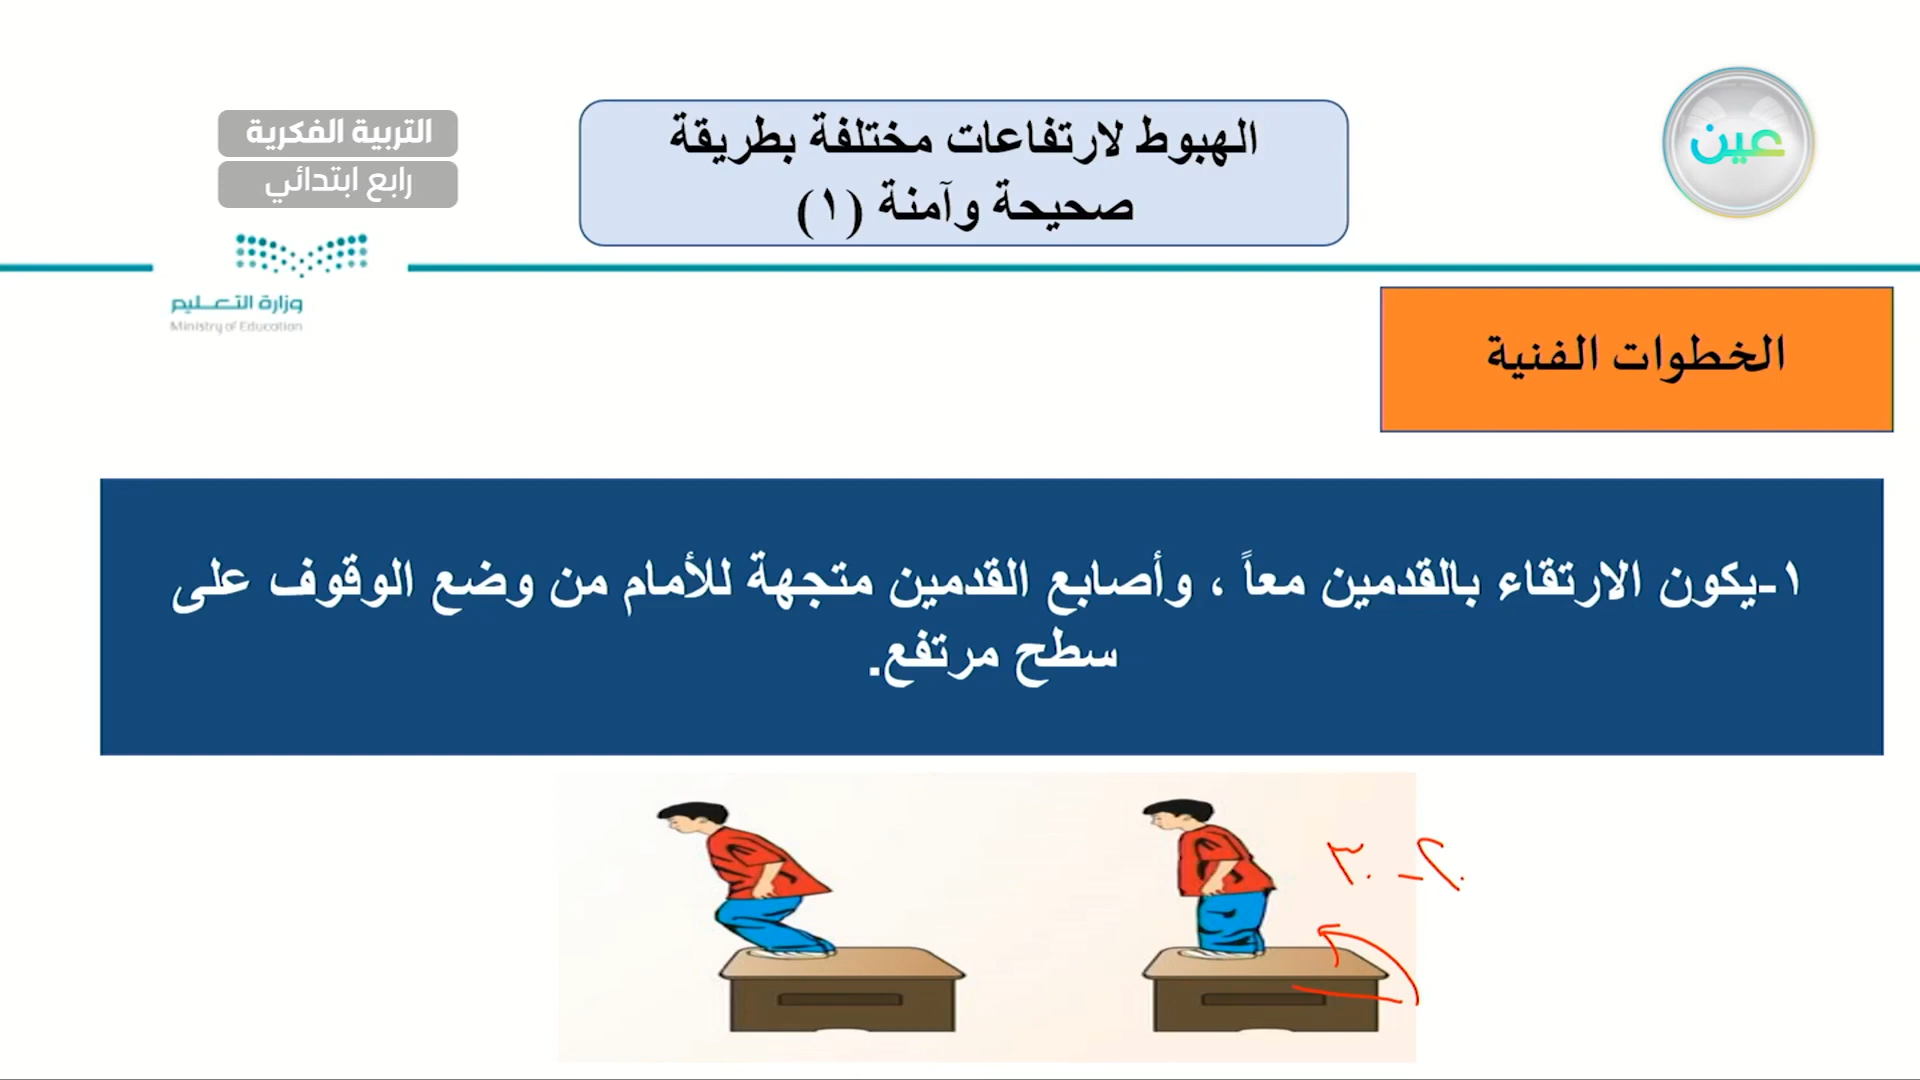 عين
الهبوط لارتفاعات مختلفة بطريقة
صحيحة وآمنة (١)
التربية الفكرية
رابع ابتدائي
وزارة التعـليم
Ministry of Education
الخطوات الفنية
١-يكون الارتقاء بالقدمين معاً ، وأصابع القدمين متجهة للأمام من وضع الوقوف على
سطح مرتفع.